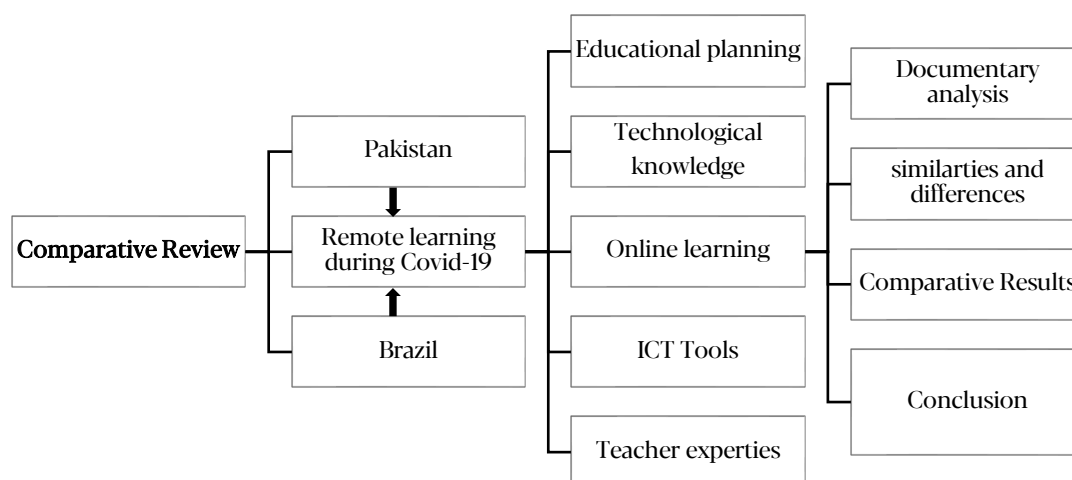 Comparative Review
Pakistan
Remote learning
during Covid-19
Brazil
Educational planning
Technological
knowledge
Online learning
ICT Tools
Teacher experties
Documentary
analysis
similarties and
differences
Comparative Results
Conclusion